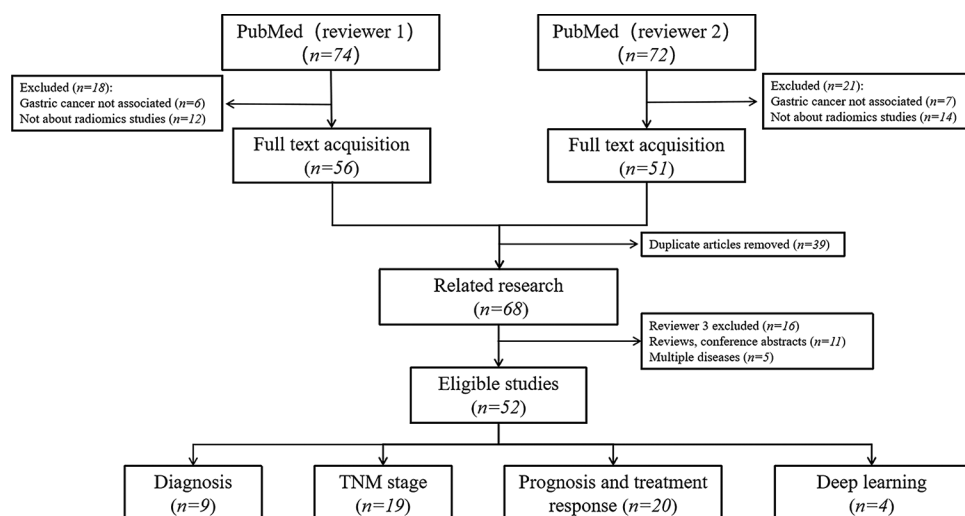 PubMed（reviewer 1）
(n=74)
PubMed（reviewer 2）
(n=72)
Excluded (n=18):
Gastric cancer not associated (n=6)
Not about radiomics studies (n=12)
Excluded (n=21):
Gastric cancer not associated (n=7)
Not about radiomics studies (n=14)
Full text acquisition
(n=56)
Full text acquisition
(n=51)
Duplicate articles removed (n=39)
Related research
(n=68)
Reviewer 3 excluded (n=16)
Reviews, conference abstracts (n=11)
Multiple diseases (n=5)
Eligible studies
(n=52)
Diagnosis
(n=9)
TNM stage
(n=19)
Prognosis and treatment
response (n=20)
Deep learning
(n=4)